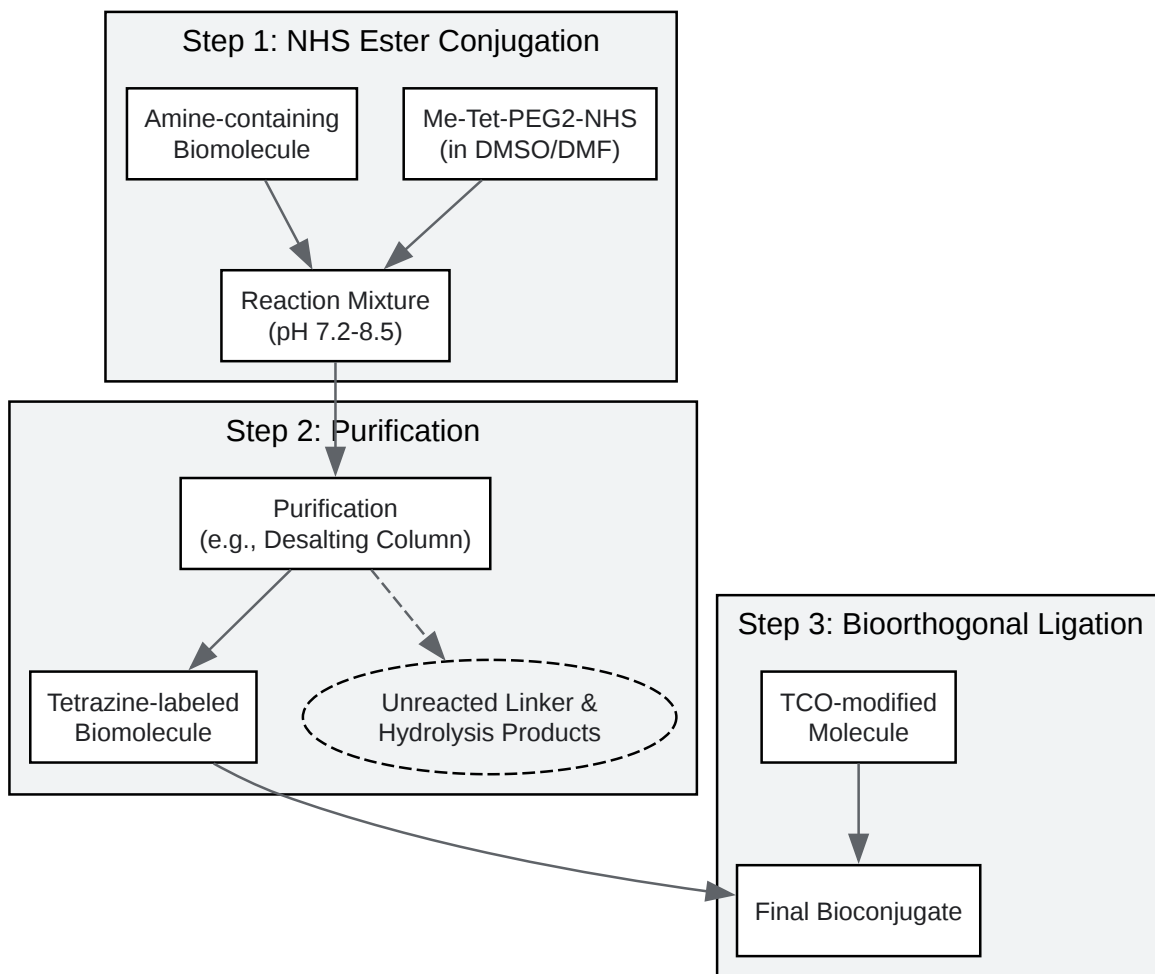 Step 1: NHS Ester Conjugation
Amine-containing
Biomolecule
Me-Tet-PEG2-NHS
(in DMSO/DMF)
Reaction Mixture
(pH 7.2-8.5)
Step 2: Purification
Purification
(e.g., Desalting Column)
Tetrazine-labeled
Biomolecule
Unreacted Linker &
Hydrolysis Products
Step 3: Bioorthogonal Ligation
TCO-modified
Molecule
Final Bioconjugate